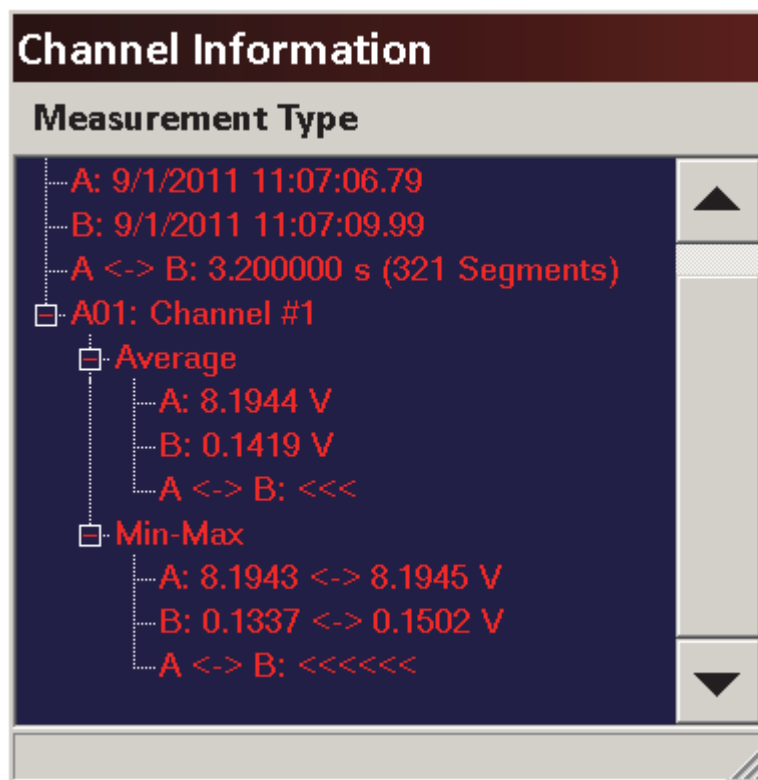 Channel Information
Measurement Type
A: 9/1/2011 11:07:06.79
B: 9/1/2011 11:07:09.99
A <-> B: 3.200000 s (321 Segments)
A01: Channel #1
Average
A: 8.1944 V
B: 0.1419 V
A <-> B: <<<
Min-Max
A: 8.1943 <-> 8.1945 V
B: 0.1337 <-> 0.1502 V
A <-> B: <<<<<<